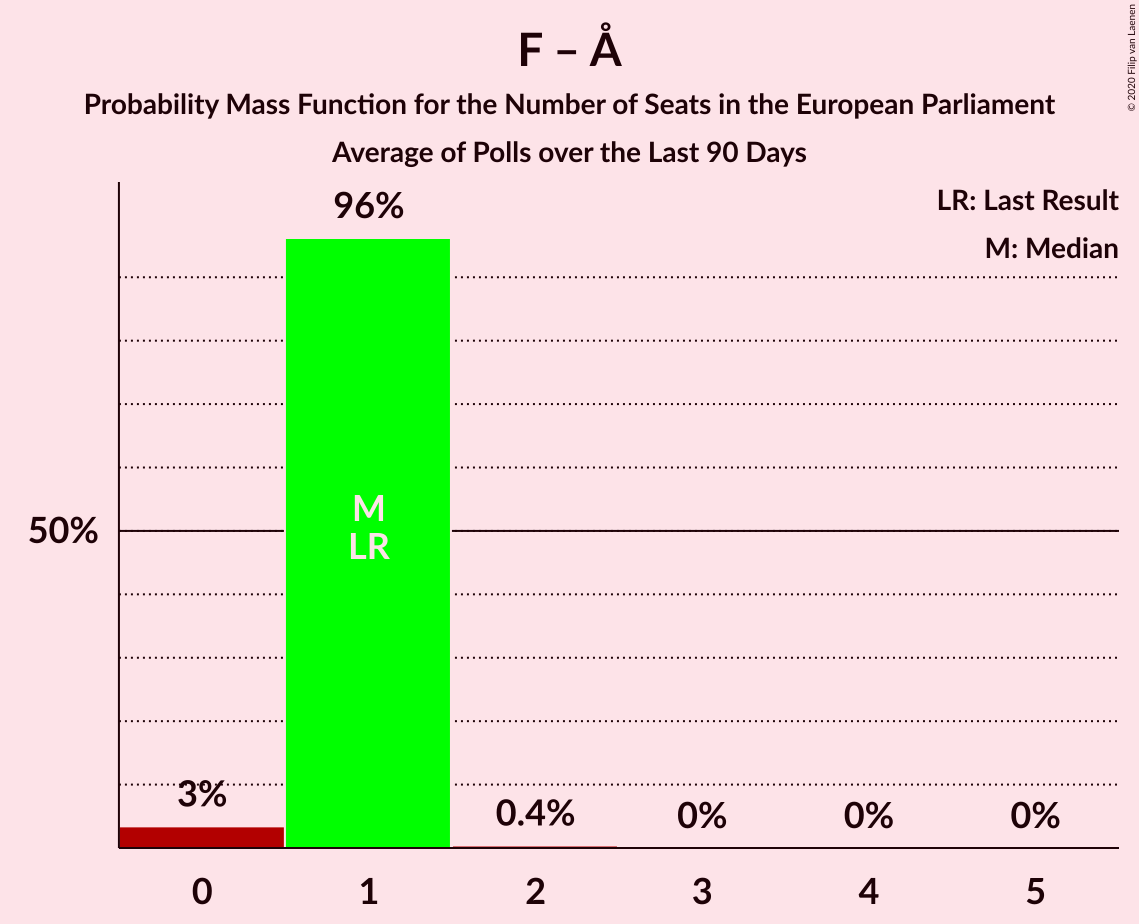 F – Å
Probability Mass Function for the Number of Seats in the European Parliament
Average of Polls over the Last 90 Days
© 2020 Filip van Laenen
LR: Last Result
M: Median
96%
M
LR
50%
3%
0.4%
0%
0%
0%
0 1 2 3 4 5